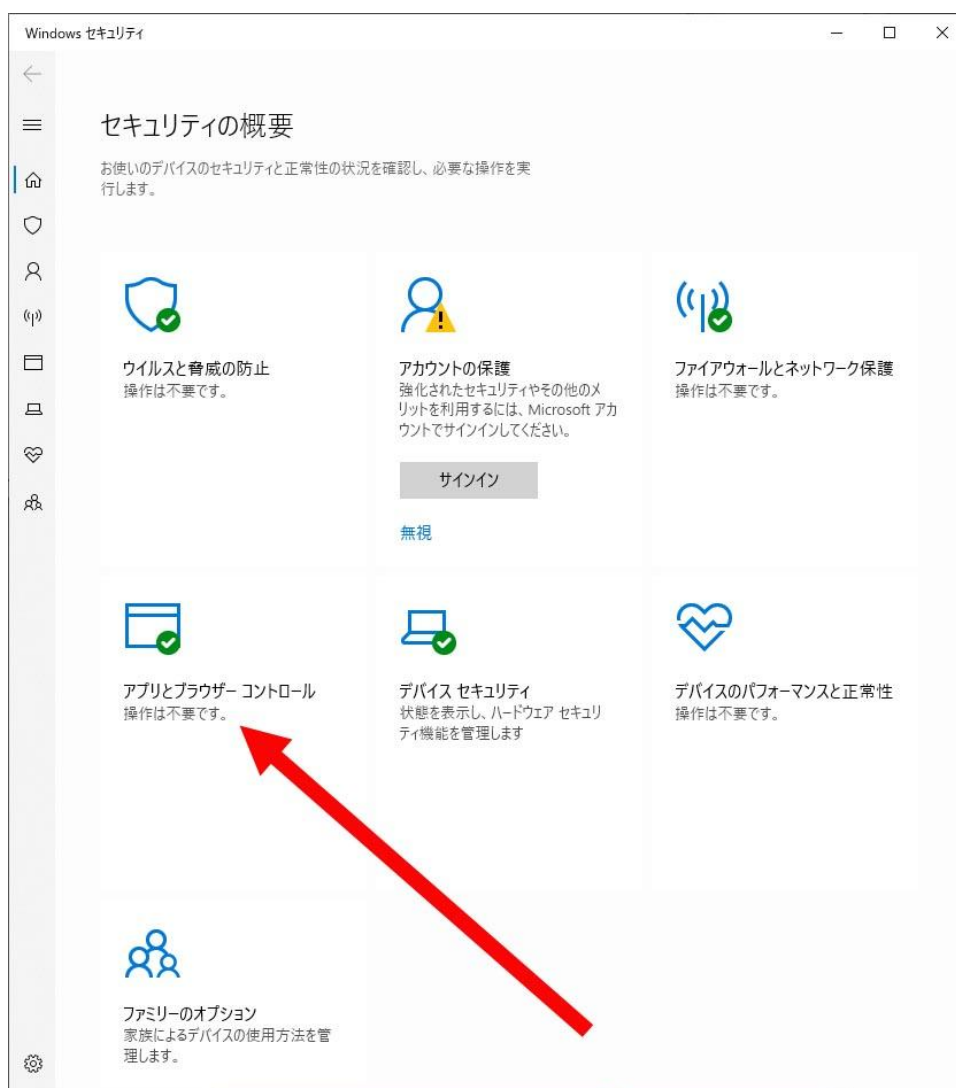 Windows セキュリティ
セキュリティの概要
お使いのデバイスのセキュリティと正常性の状況を確認し、必要な操作を実
行します。
ウイルスと脅威の防止
操作は不要です。
アカウントの保護
強化されたセキュリティやその他のメ
リットを利用するには、Microsoft アカ
ウントでサインインしてください。
サインイン
無視
ファイアウォールとネットワーク保護
操作は不要です。
アプリとブラウザー コントロール
操作は不要です。
デバイス セキュリティ
状態を表示し、ハードウェア セキュリ
ティ機能を管理します
デバイスのパフォーマンスと正常性
操作は不要です。
ファミリーのオプション
家族によるデバイスの使用方法を管
理します。